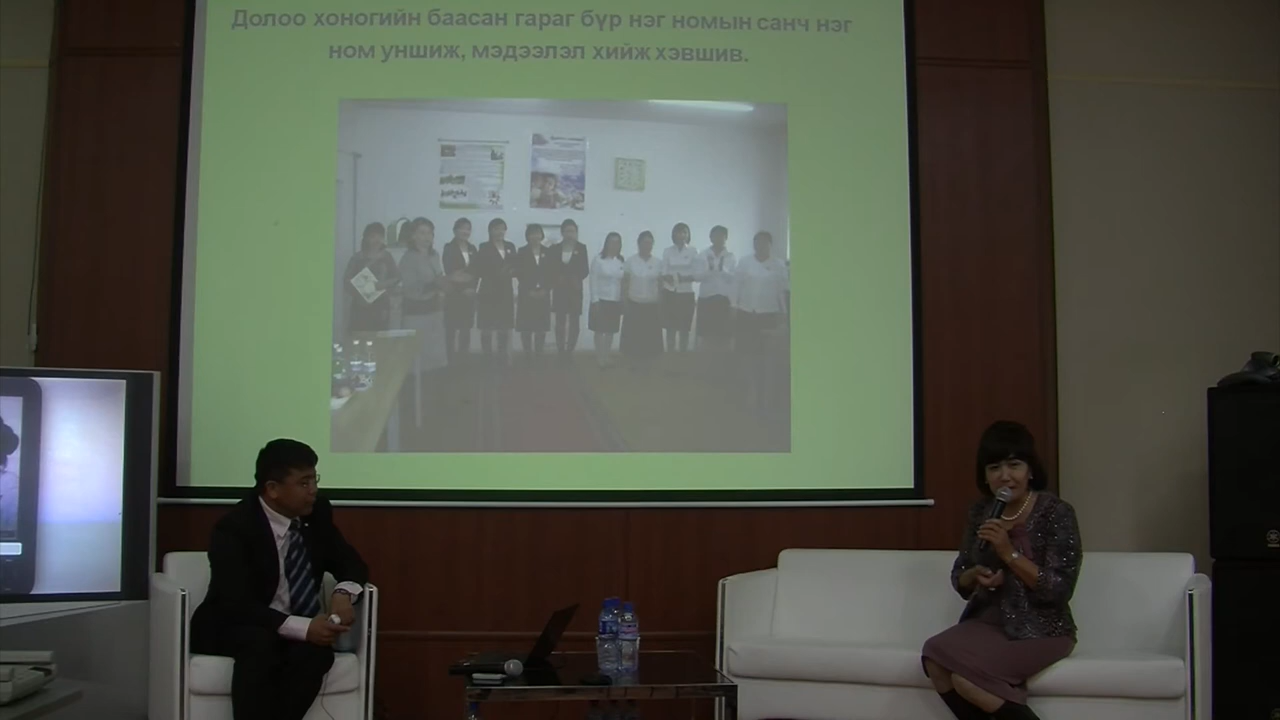 Долоо хоногийн баасан гараг бүр нэг номын санч нэг
ном уншиж, мэдээлэл хийж хэвшив.